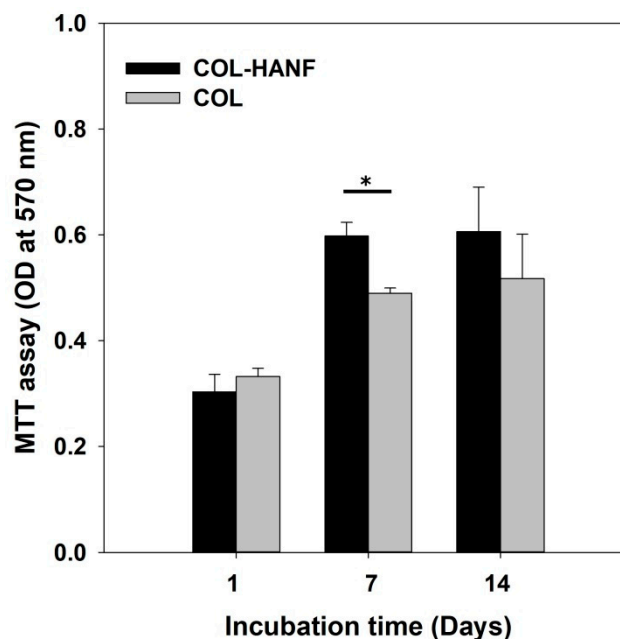 1.0
COL-HANF
COL
0.8
*
0.6
0.4
0.2
0.0
MTT assay (OD at 570 nm)
1 7 14
Incubation time (Days)